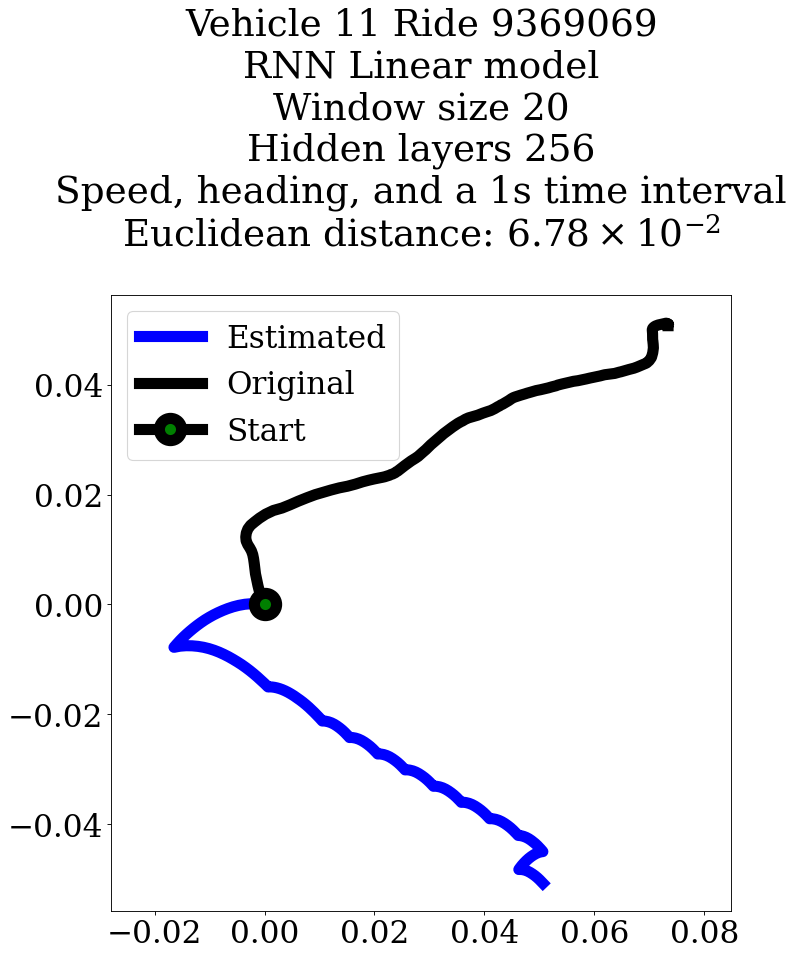 Vehicle 11 Ride 9369069
RNN Linear model
Window size 20
Hidden layers 256
Speed, heading, and a 1s time interval
Euclidean distance: 6.78 × 10⁻²
Estimated
Original
Start
0.04
0.02
0.00
−0.02
−0.04
−0.02 0.00 0.02 0.04 0.06 0.08